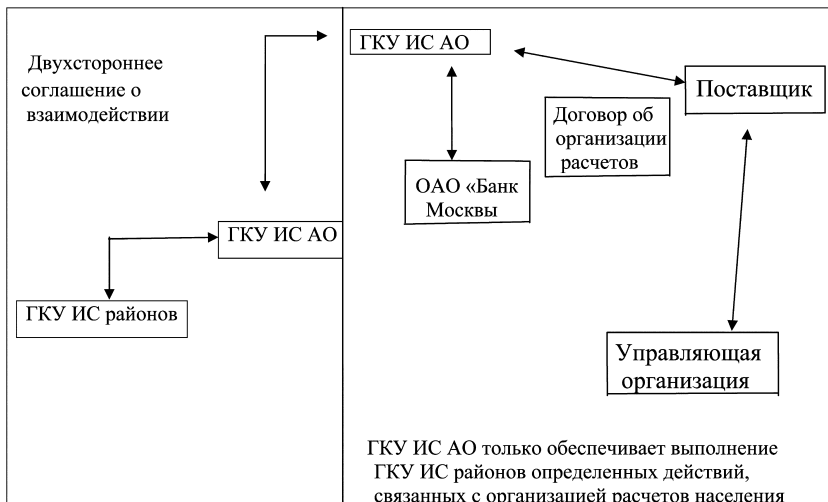 Двухстороннее
соглашение о
взаимодействии
ГКУ ИС АО
ГКУ ИС районов
ГКУ ИС АО
Поставщик
Договор об
организации
расчетов
ОАО «Банк
Москвы
Управляющая
организация
ГКУ ИС АО только обеспечивает выполнение
ГКУ ИС районов определенных действий,
связанных с организацией расчетов населения